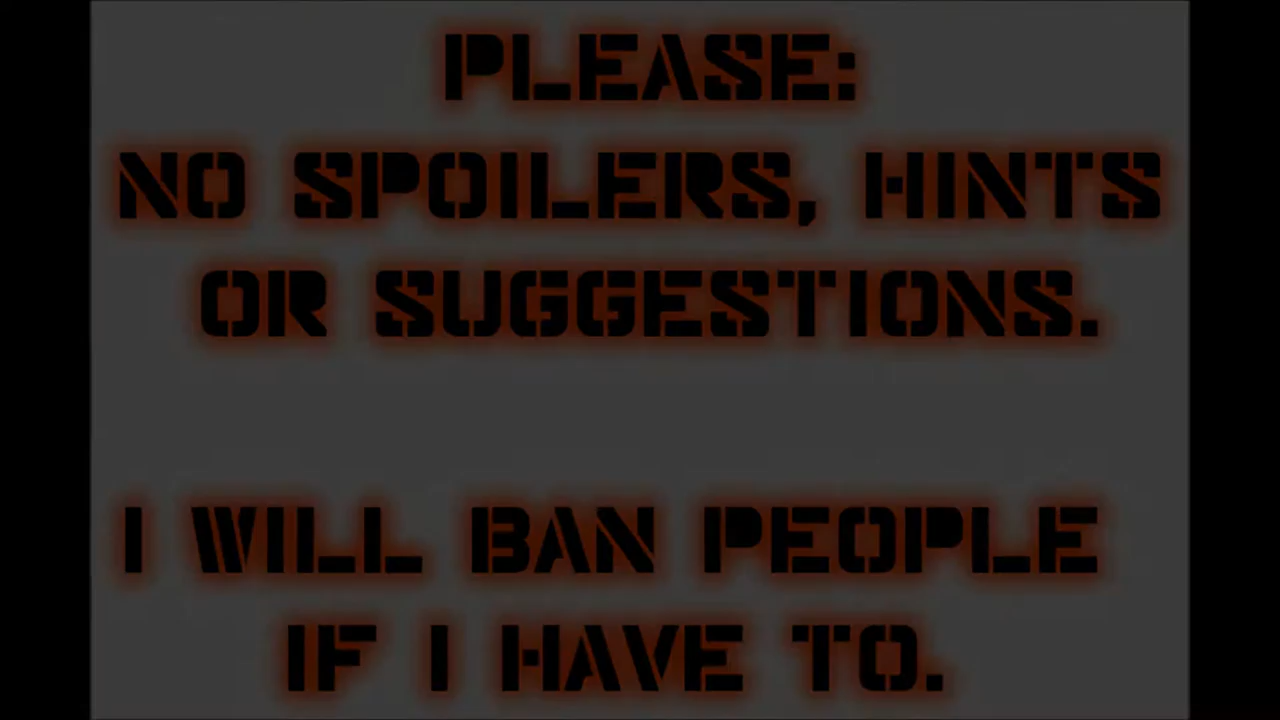 PLEASE:
NO SPOILERS, HINTS
OR SUGGESTIONS.
I WILL BAN PEOPLE
IF I HAVE TO.